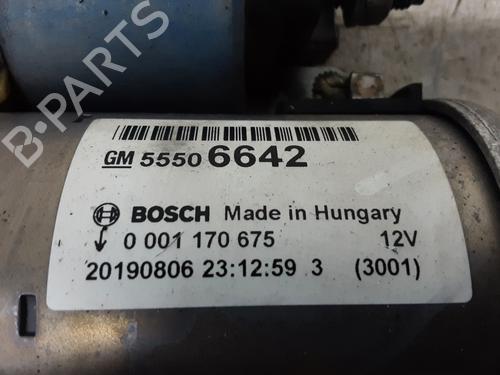 B-PARTS
GM 5550 6642
BOSCH Made in Hungary
0 001 170 675 12V
20190806 23:12:59 3 (3001)